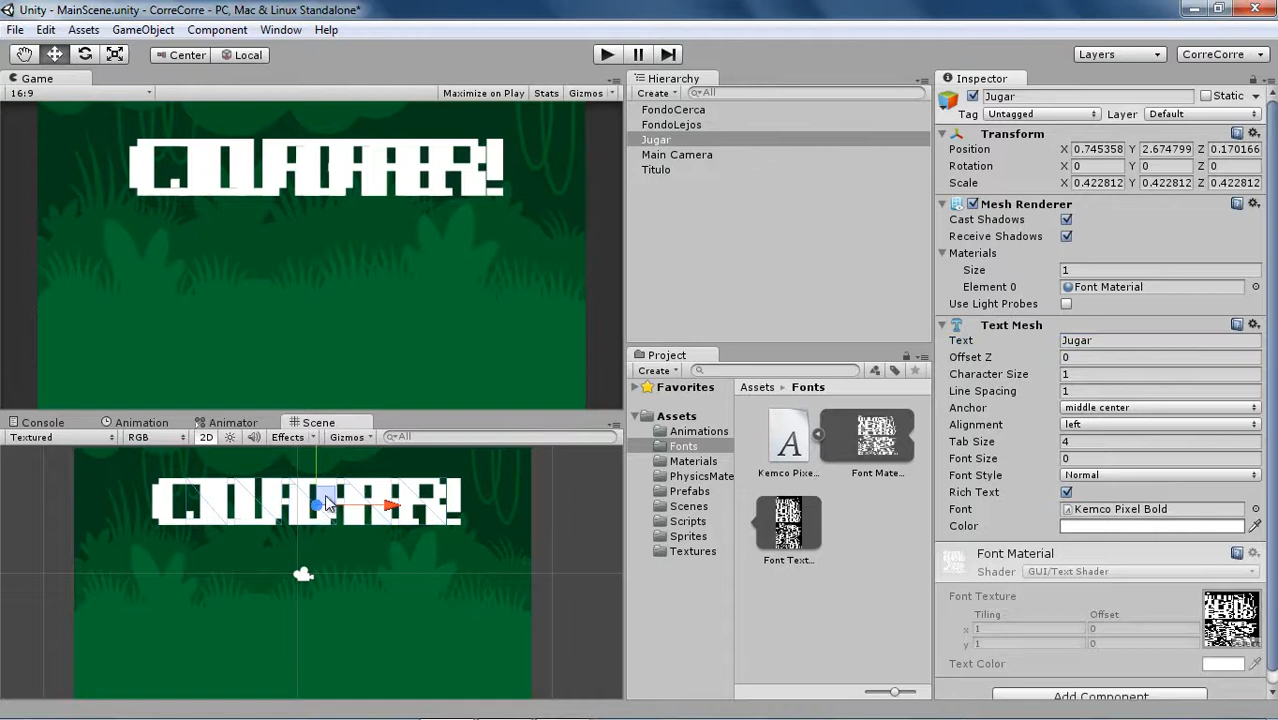 Unity - MainScene.unity - CorreCorre - PC, Mac & Linux Standalone*
File Edit Assets GameObject Component Window Help
Center Local Layers CorreCorre
Game
16:9 Maximize on Play Stats Gizmos
Console Animation Animator Scene
Textured RGB 2D Effects Gizmos All
Hierarchy
Create All
FondoCerca
FondoLejos
Jugar
Main Camera
Titulo
Project
Create
Favorites
Assets
Animations
Fonts
Materials
PhysicsMate
Prefabs
Scenes
Scripts
Sprites
Textures
Assets Fonts
Kemco Pixe... Font Mate...
Font Text...
Inspector
Jugar Static
Tag Untagged Layer Default
Transform
Position X 0.745358 Y 2.674799 Z 0.170166
Rotation X 0 Y 0 Z 0
Scale X 0.422812 Y 0.422812 Z 0.422812
Mesh Renderer
Cast Shadows
Receive Shadows
Materials
Size 1
Element 0 Font Material
Use Light Probes
Text Mesh
Text Jugar
Offset Z 0
Character Size 1
Line Spacing 1
Anchor middle center
Alignment left
Tab Size 4
Font Size 0
Font Style Normal
Rich Text
Font Kemco Pixel Bold
Color
Font Material
Shader GUI/Text Shader
Font Texture
Tiling Offset
x 1 0
y 1 0
Text Color
Add Component